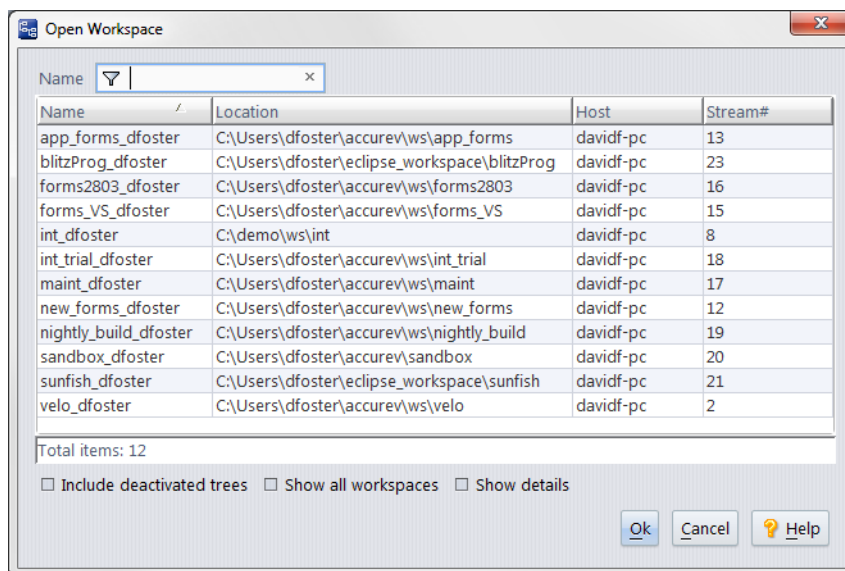 Open Workspace
Name
Name Location Host Stream#
app_forms_dfoster C:\Users\dfoster\accurev\ws\app_forms davidf-pc 13
blitzProg_dfoster C:\Users\dfoster\eclipse_workspace\blitzProg davidf-pc 23
forms2803_dfoster C:\Users\dfoster\accurev\ws\forms2803 davidf-pc 16
forms_VS_dfoster C:\Users\dfoster\accurev\ws\forms_VS davidf-pc 15
int_dfoster C:\demo\ws\int davidf-pc 8
int_trial_dfoster C:\Users\dfoster\accurev\ws\int_trial davidf-pc 18
maint_dfoster C:\Users\dfoster\accurev\ws\maint davidf-pc 17
new_forms_dfoster C:\Users\dfoster\accurev\ws\new_forms davidf-pc 12
nightly_build_dfoster C:\Users\dfoster\accurev\ws\nightly_build davidf-pc 19
sandbox_dfoster C:\Users\dfoster\accurev\sandbox davidf-pc 20
sunfish_dfoster C:\Users\dfoster\eclipse_workspace\sunfish davidf-pc 21
velo_dfoster C:\Users\dfoster\accurev\ws\velo davidf-pc 2
Total items: 12
Include deactivated trees Show all workspaces Show details
Ok Cancel Help